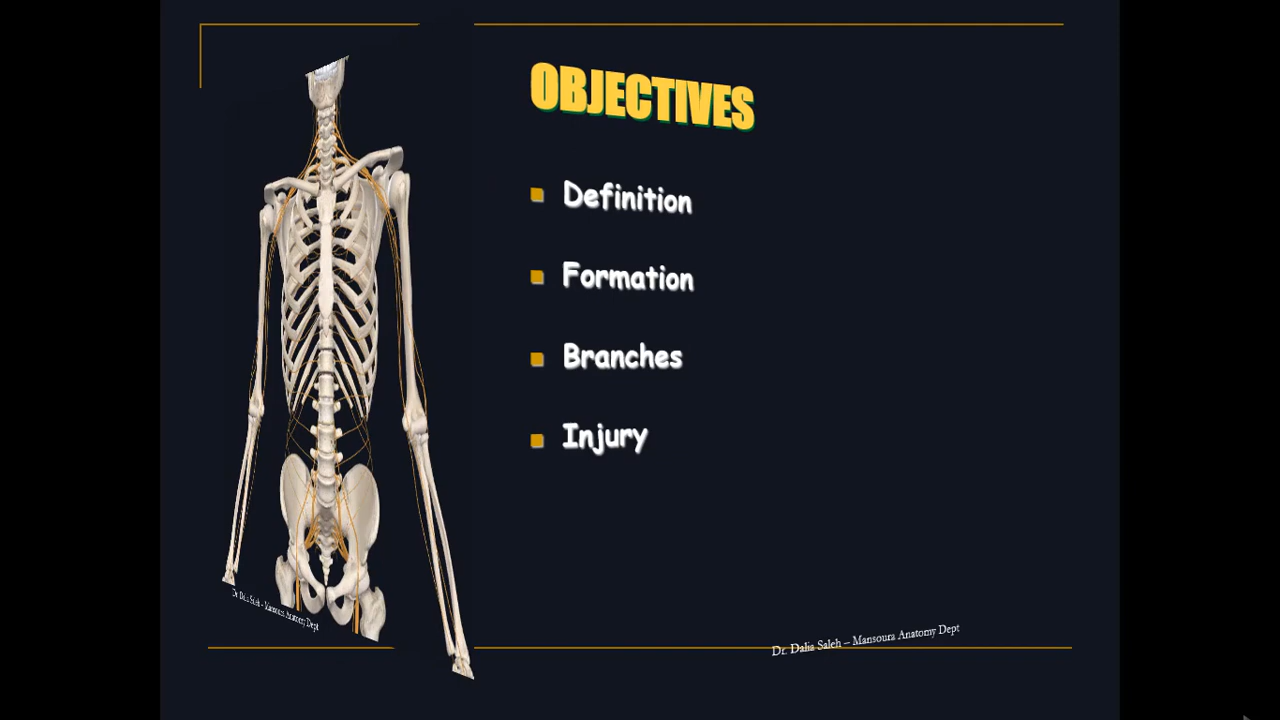 OBJECTIVES
Definition
Formation
Branches
Injury
Dr Dalia Saleh - Mansoura Anatomy Dept
Dr. Dalia Saleh – Mansoura Anatomy Dept